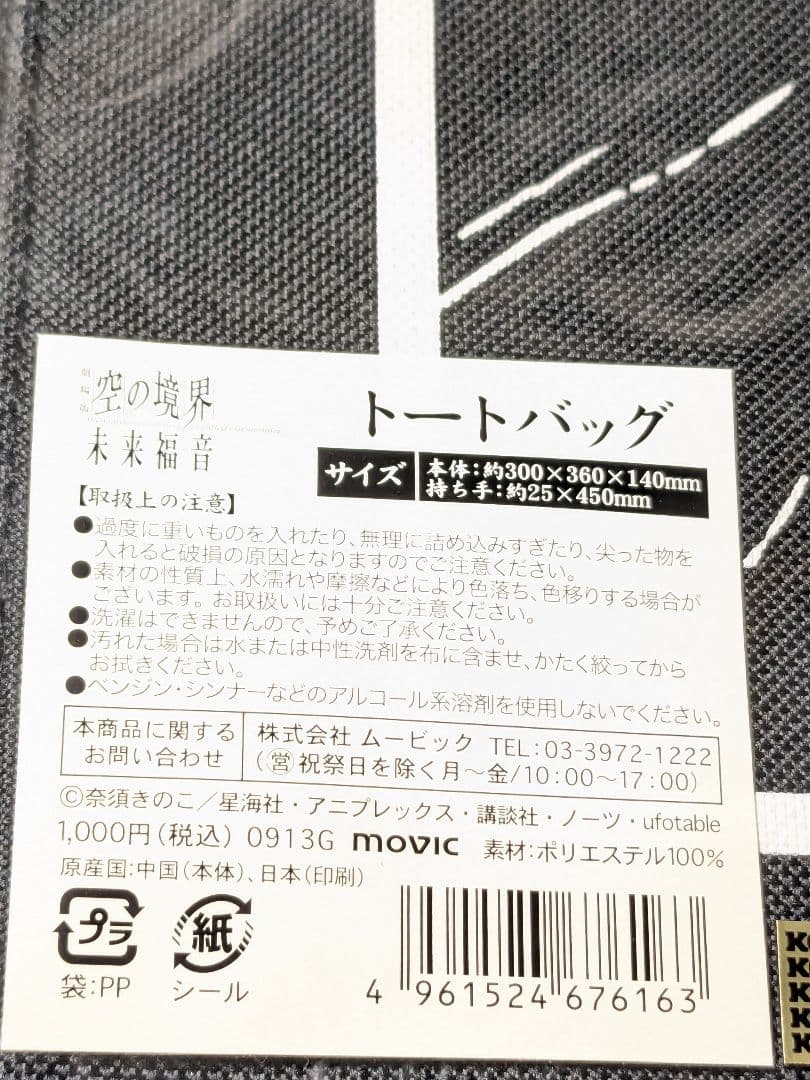 劇場版 空の境界
未来福音
トートバッグ
サイズ
本体:約300×360×140mm
持ち手:約25×450mm
【取扱上の注意】
●過度に重いものを入れたり、無理に詰め込みすぎたり、尖った物を
入れると破損の原因となりますのでご注意ください。
●素材の性質上、水濡れや摩擦などにより色落ち、色移りする場合が
ございます。お取扱いには十分ご注意ください。
●洗濯はできませんので、予めご了承ください。
●汚れた場合は水または中性洗剤を布に含ませ、かたく絞ってから
お拭きください。
●ベンジン・シンナーなどのアルコール系溶剤を使用しないでください。
本商品に関する
お問い合わせ
株式会社 ムービック TEL:03-3972-1222
(営祝祭日を除く月～金/10:00～17:00)
©奈須きのこ/星海社・アニプレックス・講談社・ノーツ・ufotable
1,000円(税込) 0913G movic 素材:ポリエステル100%
原産国:中国(本体)、日本(印刷)
プラ
袋:PP
紙
シール
4 961524 676163